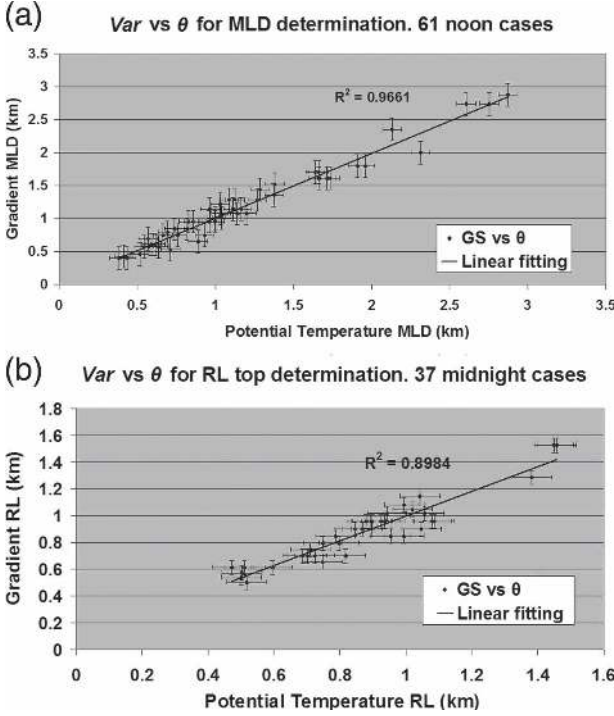 (a)
Var vs θ for MLD determination. 61 noon cases
3.5
3
2.5
2
1.5
1
0.5
0
Gradient MLD (km)
R² = 0.9661
GS vs θ
Linear fitting
0 0.5 1 1.5 2 2.5 3 3.5
Potential Temperature MLD (km)
(b)
Var vs θ for RL top determination. 37 midnight cases
1.8
1.6
1.4
1.2
1
0.8
0.6
0.4
0.2
0
Gradient RL (km)
R² = 0.8984
GS vs θ
Linear fitting
0 0.2 0.4 0.6 0.8 1 1.2 1.4 1.6
Potential Temperature RL (km)